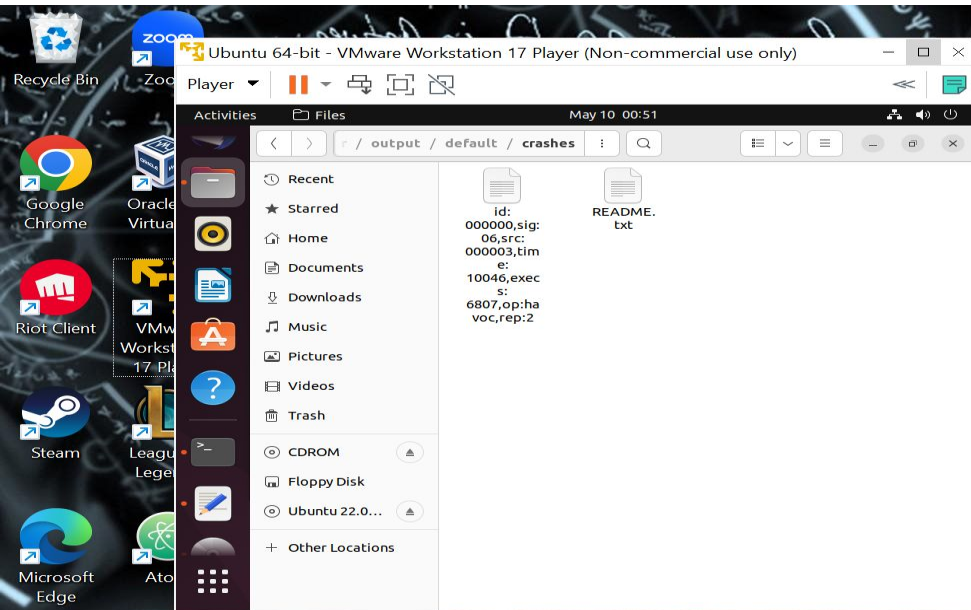 Recycle Bin
zoom
Zoo
Google
Chrome
Oracle
Virtua
Riot Client
VMw
Workst
17 Pla
Steam
Leagu
Lege
Microsoft
Edge
Ato
Ubuntu 64-bit - VMware Workstation 17 Player (Non-commercial use only)
Player
Activities
Files
May 10 00:51
/ output / default / crashes
Recent
Starred
Home
Documents
Downloads
Music
Pictures
Videos
Trash
CDROM
Floppy Disk
Ubuntu 22.0...
+ Other Locations
id:
000000,sig:
06,src:
000003,tim
e:
10046,exec
s:
6807,op:ha
voc,rep:2
README.
txt